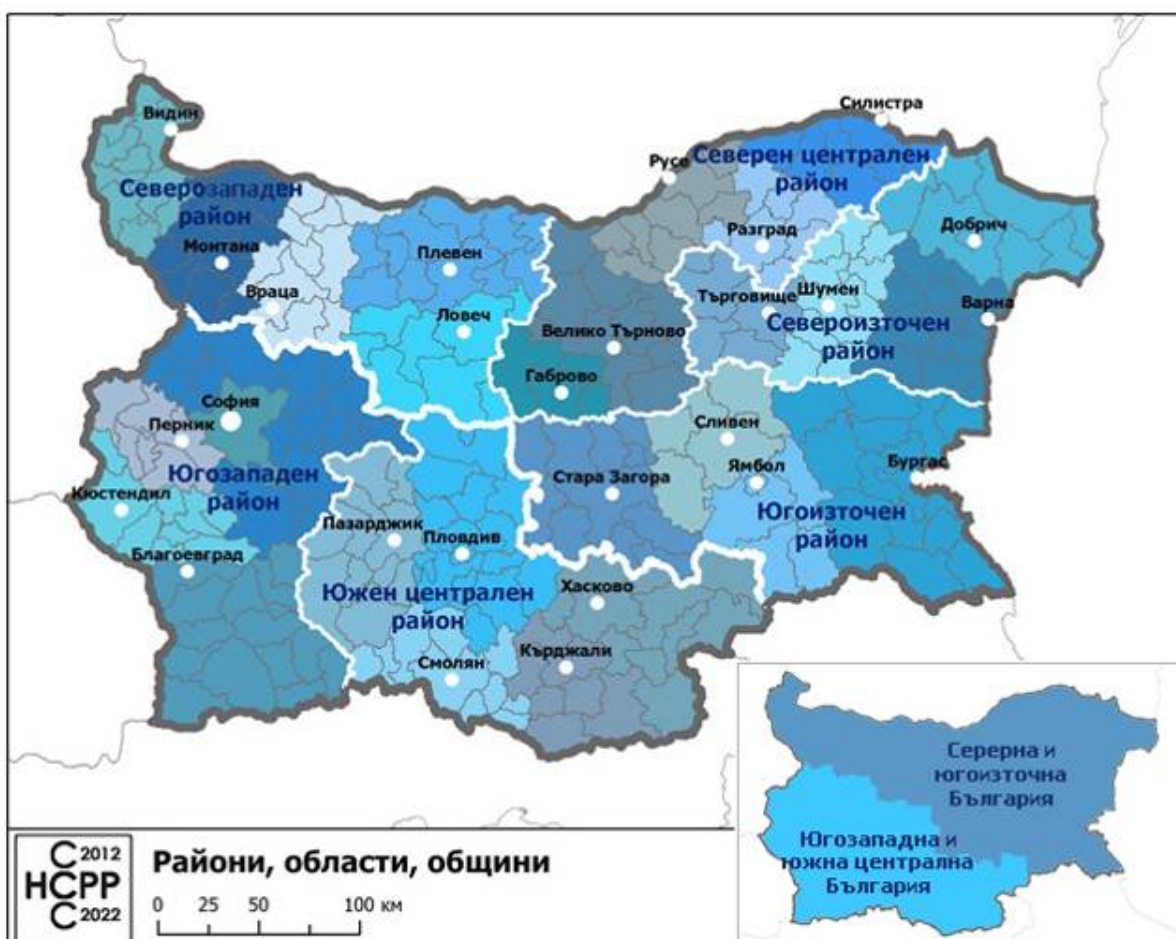 Видин
Силистра
Русе
Северен централен
район
Северозападен
район
Разград
Добрич
Монтана
Плевен
Враца
Търговище
Шумен
Варна
Ловеч
Велико Търново
Североизточен
район
Габрово
София
Перник
Сливен
Югозападен
район
Стара Загора
Ямбол
Бургас
Кюстендил
Пазарджик
Пловдив
Югоизточен
район
Благоевград
Хасково
Южен централен
район
Смолян
Кърджали
Серерна и
югоизточна
България
Югозападна и
южна централна
България
С 2012
НСРР
С 2022
Райони, области, общини
0 25 50 100 км